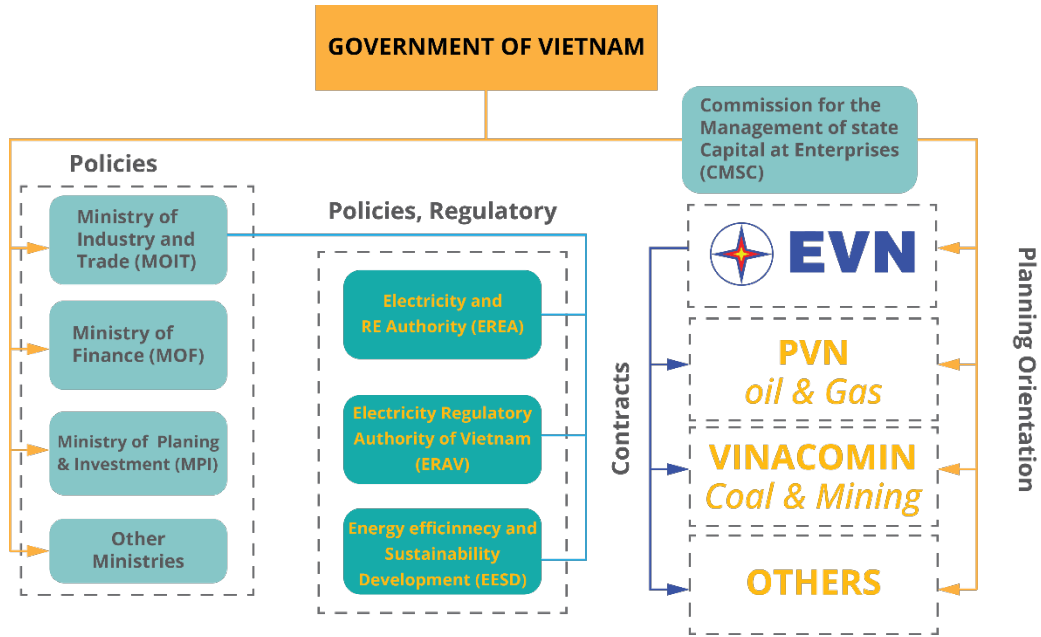 GOVERNMENT OF VIETNAM
Commission for the
Management of state
Capital at Enterprises
(CMSC)
Policies
Ministry of
Industry and
Trade (MOIT)
Ministry of
Finance (MOF)
Ministry of Planing
& Investment (MPI)
Other
Ministries
Policies, Regulatory
Electricity and
RE Authority (EREA)
Electricity Regulatory
Authority of Vietnam
(ERAV)
Energy efficinnecy and
Sustainability
Development (EESD)
Contracts
EVN
PVN
oil & Gas
VINACOMIN
Coal & Mining
OTHERS
Planning Orientation